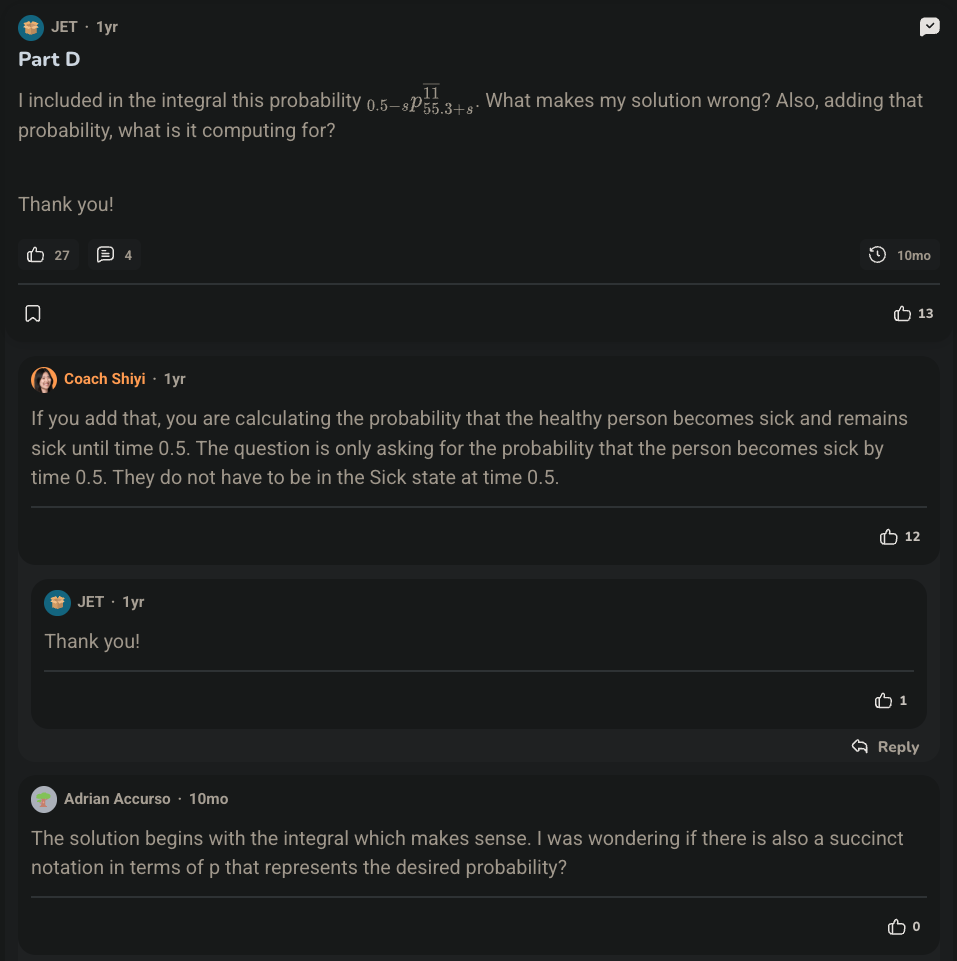 JET · 1yr
Part D
I included in the integral this probability ₀.₅₋ₛp‾11‾₅₅.₃₊ₛ. What makes my solution wrong? Also, adding that
probability, what is it computing for?
Thank you!
27 4 10mo
13
Coach Shiyi · 1yr
If you add that, you are calculating the probability that the healthy person becomes sick and remains
sick until time 0.5. The question is only asking for the probability that the person becomes sick by
time 0.5. They do not have to be in the Sick state at time 0.5.
12
JET · 1yr
Thank you!
1
Reply
Adrian Accurso · 10mo
The solution begins with the integral which makes sense. I was wondering if there is also a succinct
notation in terms of p that represents the desired probability?
0